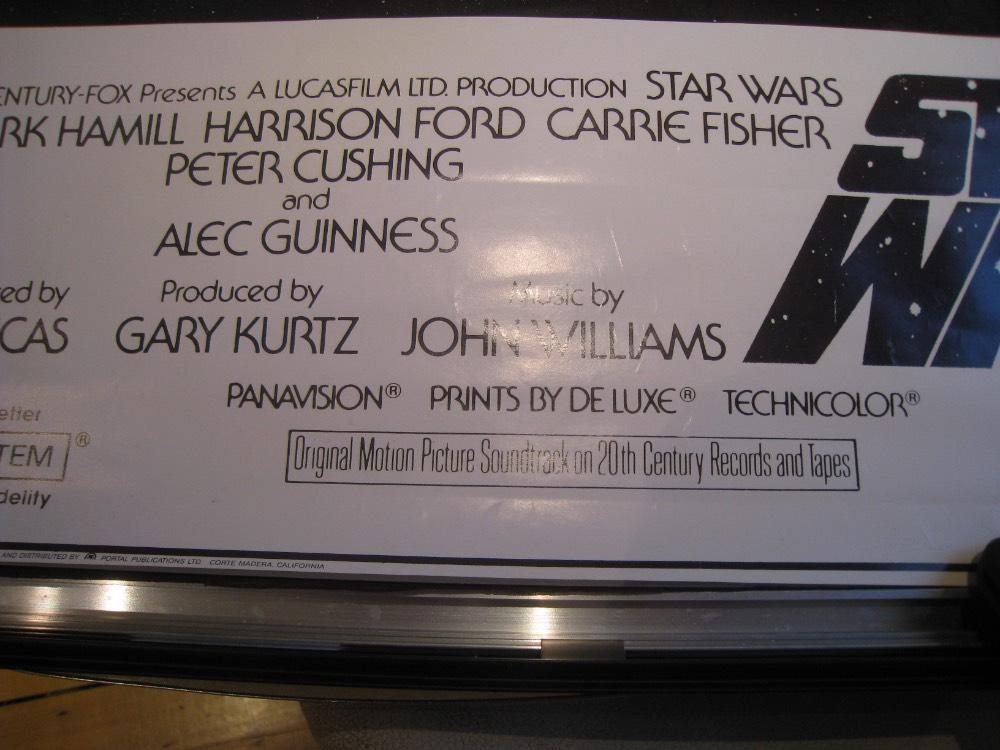 ENTURY-FOX Presents A LUCASFILM LTD. PRODUCTION STAR WARS
RK HAMILL HARRISON FORD CARRIE FISHER
PETER CUSHING
and
ALEC GUINNESS
ed by Produced by Music by
CAS GARY KURTZ JOHN WILLIAMS
PANAVISION® PRINTS BY DE LUXE® TECHNICOLOR®
etter
TEM ®
delity
Original Motion Picture Soundtrack on 20th Century Records and Tapes
AND DISTRIBUTED BY PORTAL PUBLICATIONS LTD. CORTE MADERA, CALIFORNIA
ST
W